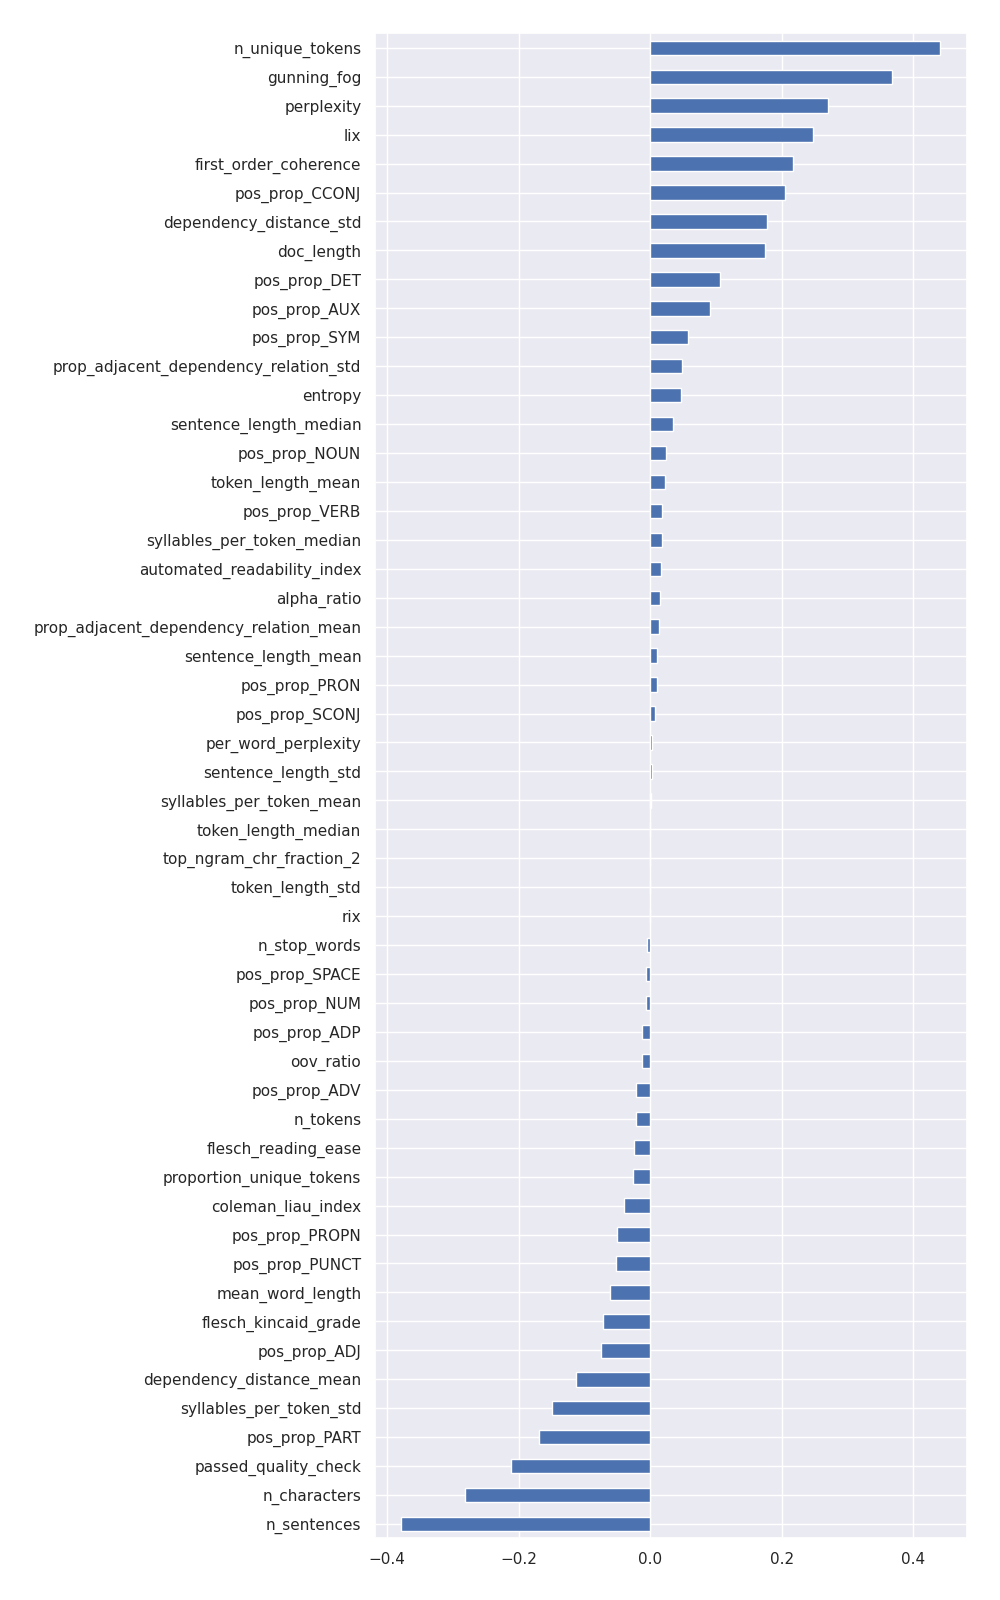 n_unique_tokens
gunning_fog
perplexity
lix
first_order_coherence
pos_prop_CCONJ
dependency_distance_std
doc_length
pos_prop_DET
pos_prop_AUX
pos_prop_SYM
prop_adjacent_dependency_relation_std
entropy
sentence_length_median
pos_prop_NOUN
token_length_mean
pos_prop_VERB
syllables_per_token_median
automated_readability_index
alpha_ratio
prop_adjacent_dependency_relation_mean
sentence_length_mean
pos_prop_PRON
pos_prop_SCONJ
per_word_perplexity
sentence_length_std
syllables_per_token_mean
token_length_median
top_ngram_chr_fraction_2
token_length_std
rix
n_stop_words
pos_prop_SPACE
pos_prop_NUM
pos_prop_ADP
oov_ratio
pos_prop_ADV
n_tokens
flesch_reading_ease
proportion_unique_tokens
coleman_liau_index
pos_prop_PROPN
pos_prop_PUNCT
mean_word_length
flesch_kincaid_grade
pos_prop_ADJ
dependency_distance_mean
syllables_per_token_std
pos_prop_PART
passed_quality_check
n_characters
n_sentences
−0.4 −0.2 0.0 0.2 0.4